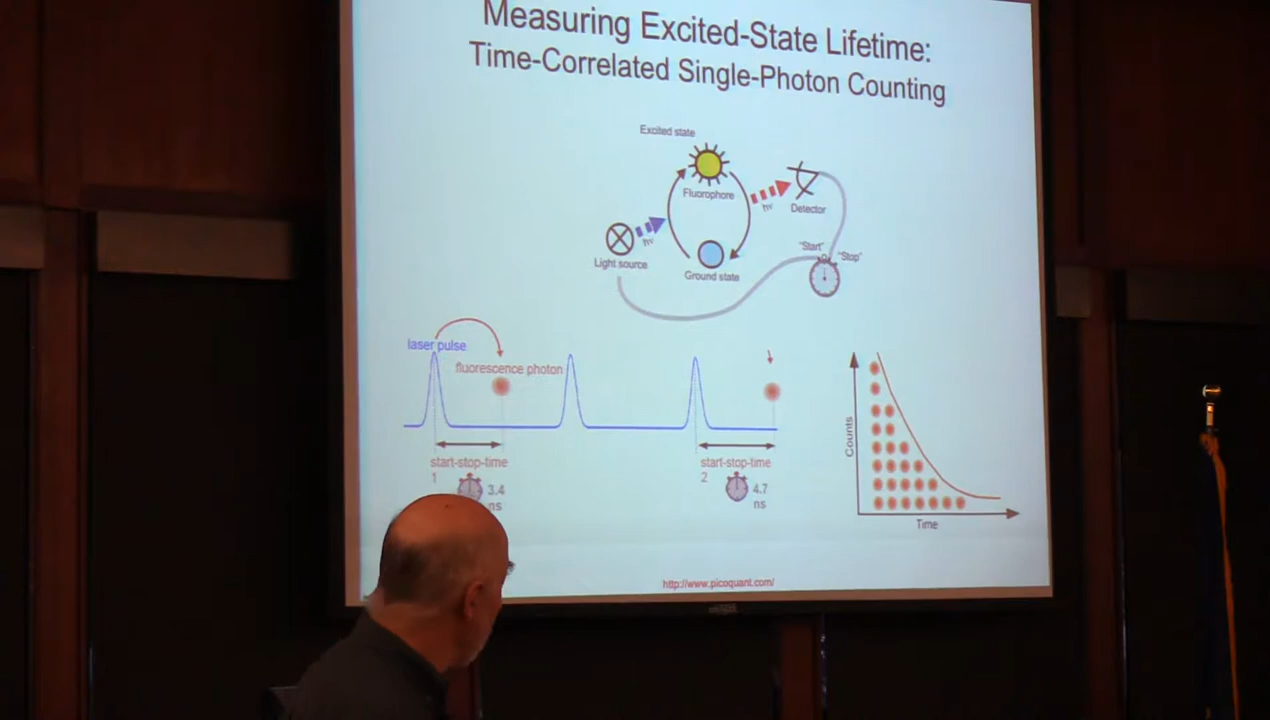 Measuring Excited-State Lifetime:
Time-Correlated Single-Photon Counting
Excited state
Fluorophore
hν
Detector
hν
Light source
Ground state
"Start"
"Stop"
laser pulse
fluorescence photon
start-stop-time
1
3.4
ns
start-stop-time
2
4.7
ns
Counts
Time
http://www.picoquant.com/